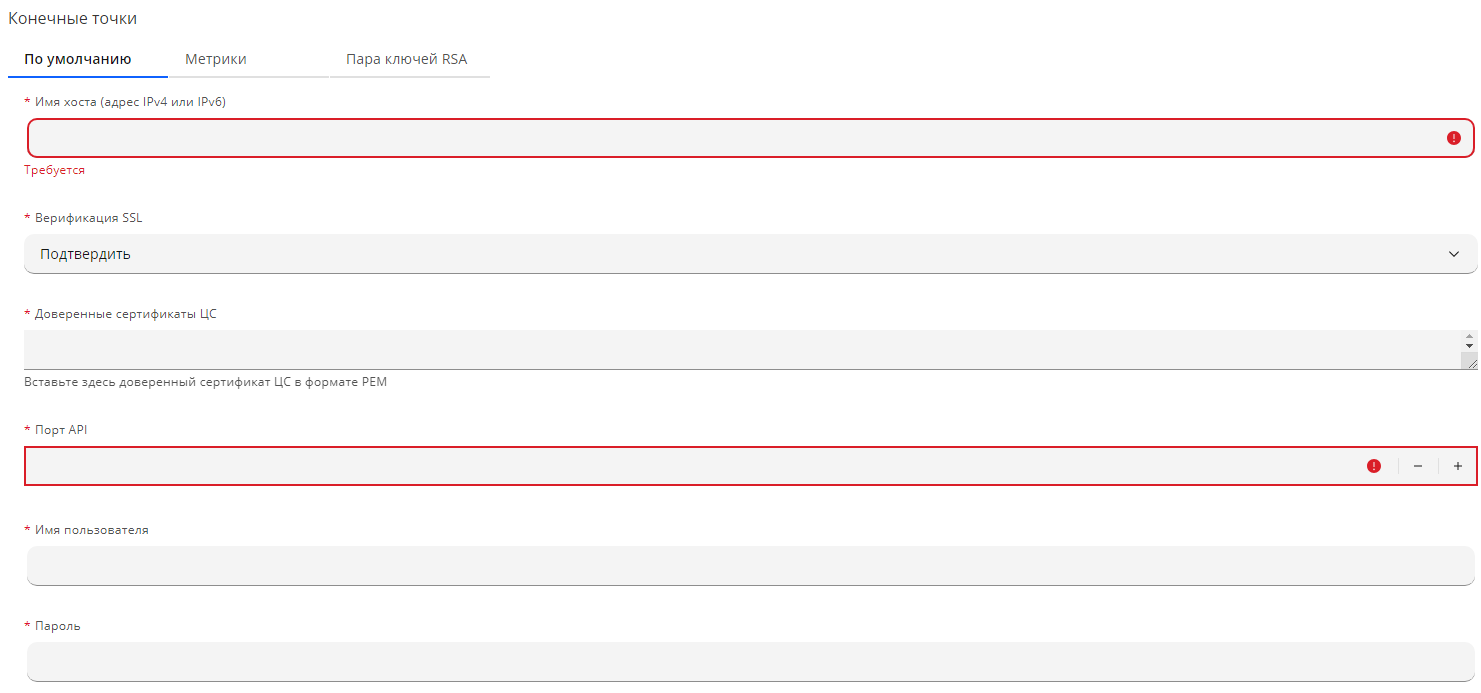 Конечные точки
По умолчанию Метрики Пара ключей RSA
* Имя хоста (адрес IPv4 или IPv6)
Требуется
* Верификация SSL
Подтвердить
* Доверенные сертификаты ЦС
Вставьте здесь доверенный сертификат ЦС в формате PEM
* Порт API
* Имя пользователя
* Пароль